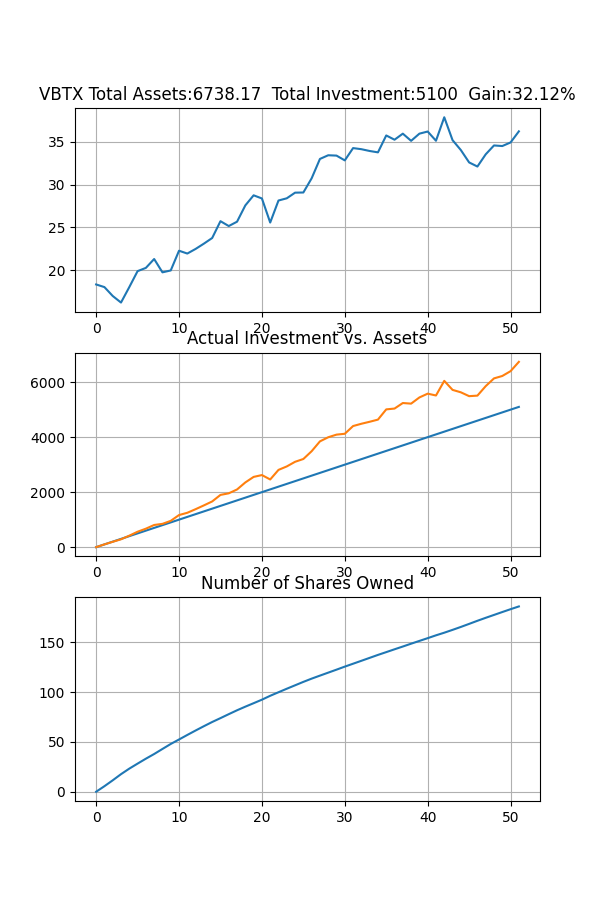 VBTX Total Assets:6738.17  Total Investment:5100  Gain:32.12%
35
30
25
20
0 10 20 30 40 50
Actual Investment vs. Assets
6000
4000
2000
0
0 10 20 30 40 50
Number of Shares Owned
150
100
50
0
0 10 20 30 40 50